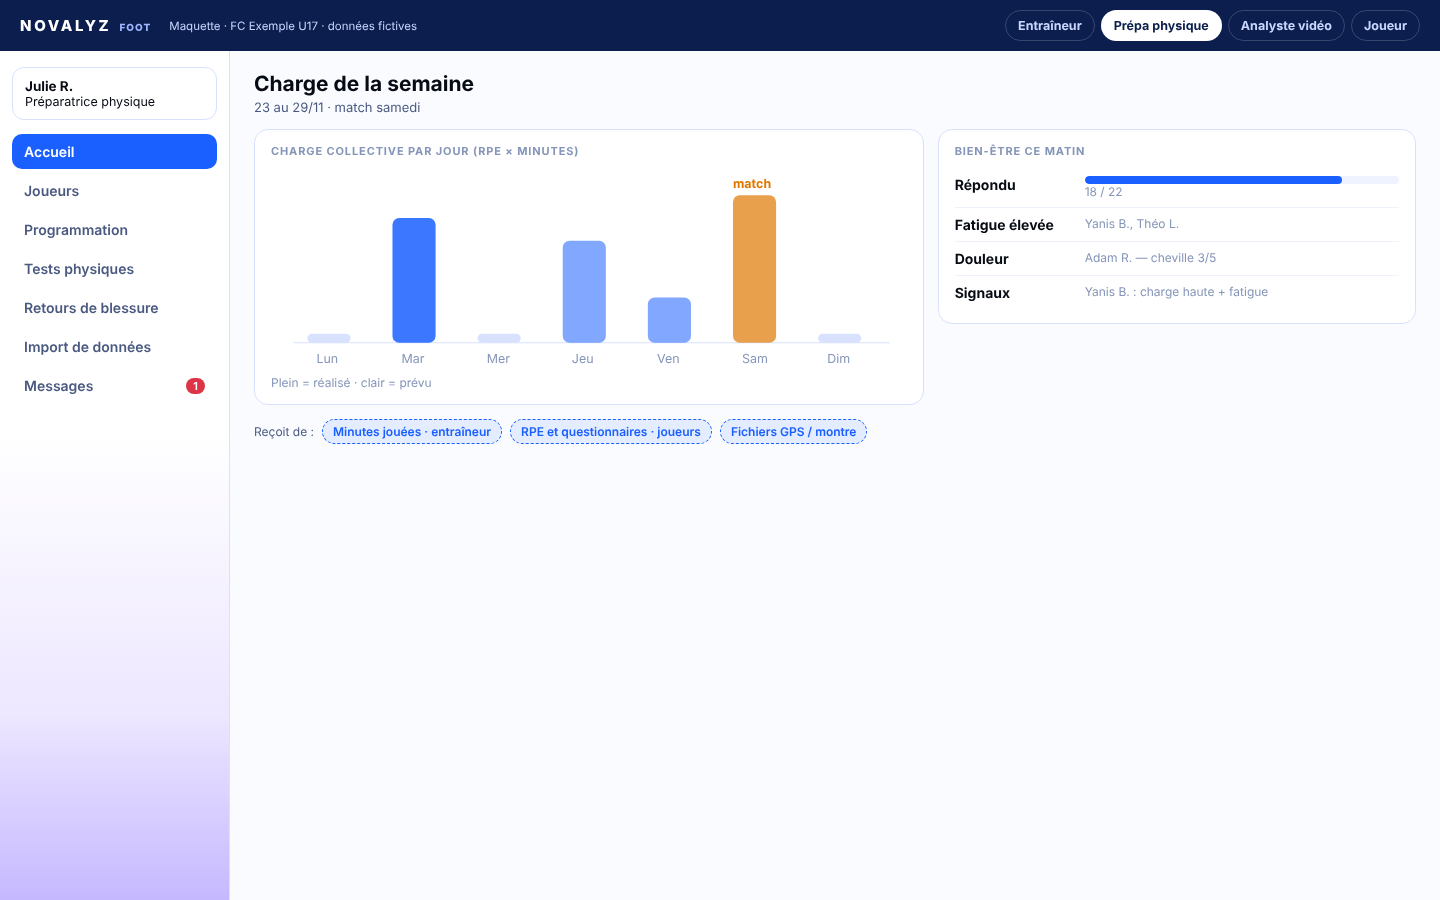 NOVALYZ FOOT Maquette · FC Exemple U17 · données fictives
Entraîneur Prépa physique Analyste vidéo Joueur
Julie R.
Préparatrice physique
Accueil
Joueurs
Programmation
Tests physiques
Retours de blessure
Import de données
Messages 1
Charge de la semaine
23 au 29/11 · match samedi
CHARGE COLLECTIVE PAR JOUR (RPE × MINUTES)
match
Lun Mar Mer Jeu Ven Sam Dim
Plein = réalisé · clair = prévu
BIEN-ÊTRE CE MATIN
Répondu 18 / 22
Fatigue élevée Yanis B., Théo L.
Douleur Adam R. — cheville 3/5
Signaux Yanis B. : charge haute + fatigue
Reçoit de : Minutes jouées · entraîneur RPE et questionnaires · joueurs Fichiers GPS / montre